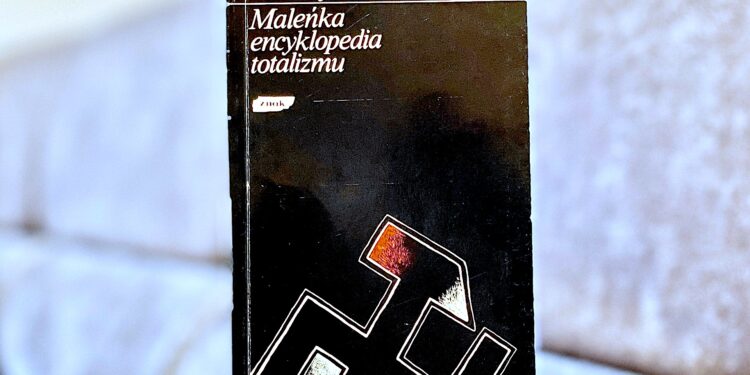 Maleńka
encyklopedia
totalizmu
znak